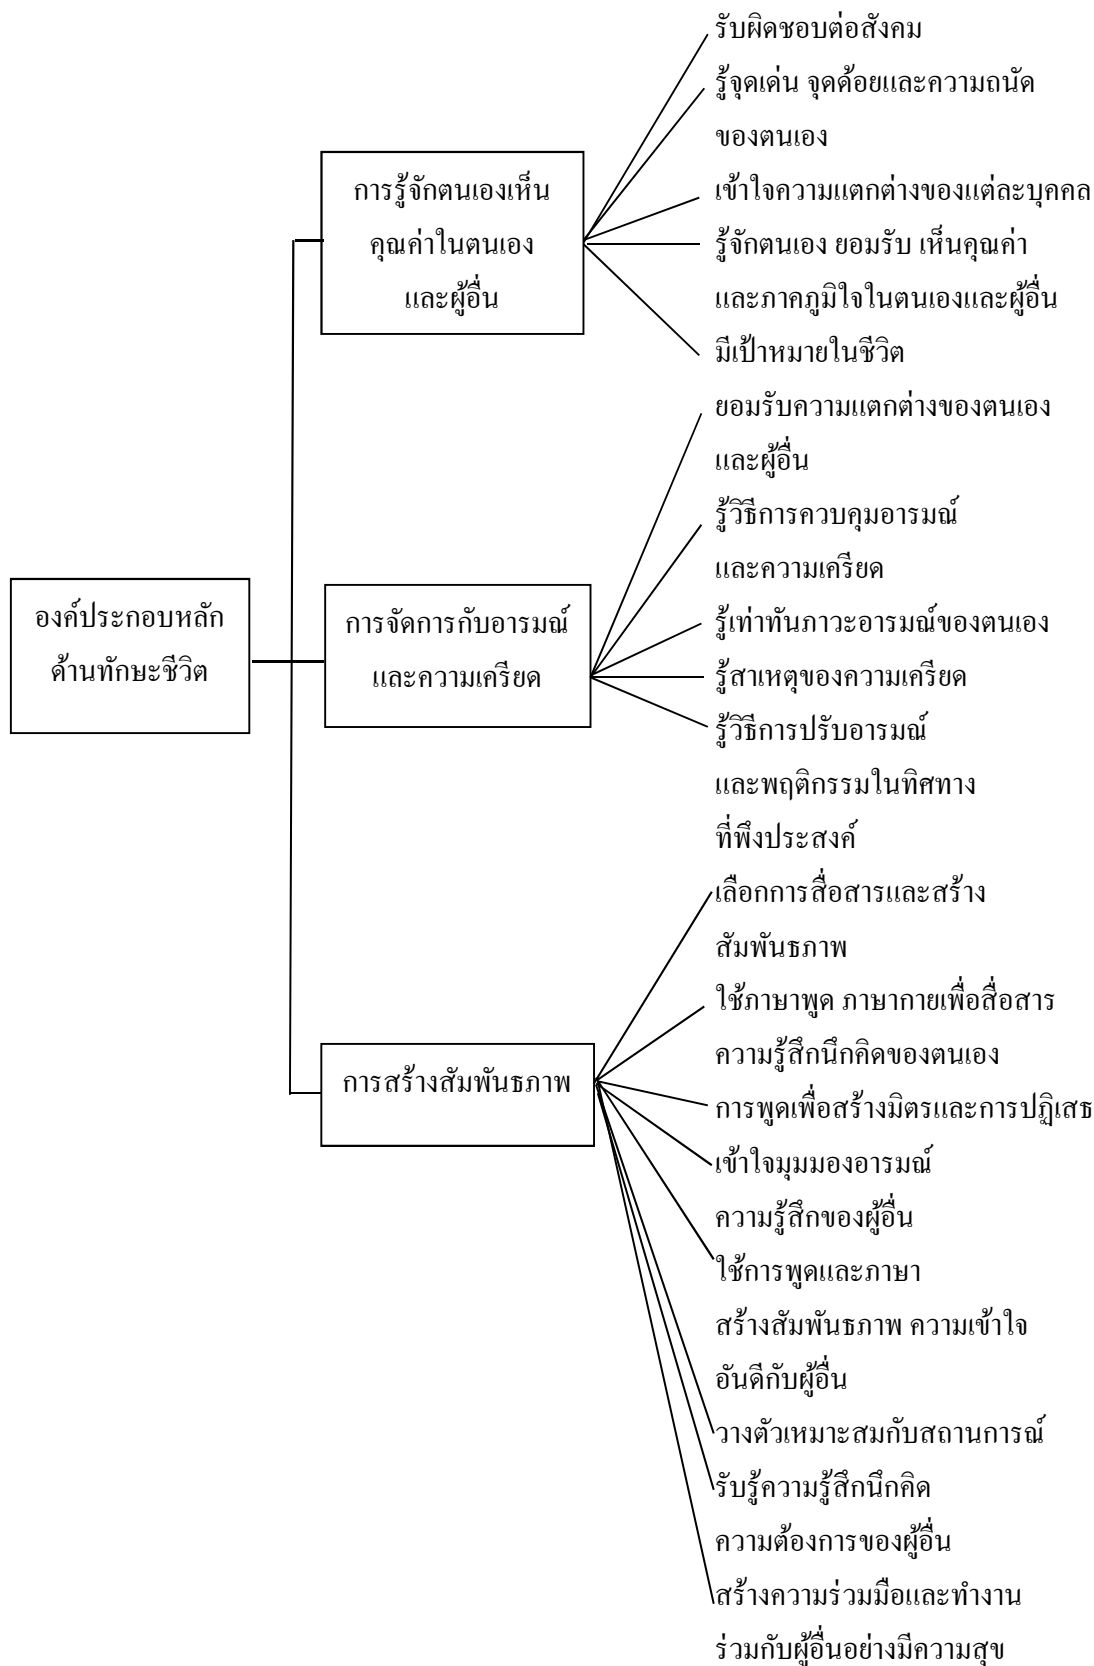 องค์ประกอบหลัก
ด้านทักษะชีวิต
การรู้จักตนเองเห็น
คุณค่าในตนเอง
และผู้อื่น
รับผิดชอบต่อสังคม
รู้จุดเด่น จุดด้อยและความถนัด
ของตนเอง
เข้าใจความแตกต่างของแต่ละบุคคล
รู้จักตนเอง ยอมรับ เห็นคุณค่า
และภาคภูมิใจในตนเองและผู้อื่น
มีเป้าหมายในชีวิต
การจัดการกับอารมณ์
และความเครียด
ยอมรับความแตกต่างของตนเอง
และผู้อื่น
รู้วิธีการควบคุมอารมณ์
และความเครียด
รู้เท่าทันภาวะอารมณ์ของตนเอง
รู้สาเหตุของความเครียด
รู้วิธีการปรับอารมณ์
และพฤติกรรมในทิศทาง
ที่พึงประสงค์
การสร้างสัมพันธภาพ
เลือกการสื่อสารและสร้าง
สัมพันธภาพ
ใช้ภาษาพูด ภาษากายเพื่อสื่อสาร
ความรู้สึกนึกคิดของตนเอง
การพูดเพื่อสร้างมิตรและการปฏิเสธ
เข้าใจมุมมองอารมณ์
ความรู้สึกของผู้อื่น
ใช้การพูดและภาษา
สร้างสัมพันธภาพ ความเข้าใจ
อันดีกับผู้อื่น
วางตัวเหมาะสมกับสถานการณ์
รับรู้ความรู้สึกนึกคิด
ความต้องการของผู้อื่น
สร้างความร่วมมือและทำงาน
ร่วมกับผู้อื่นอย่างมีความสุข